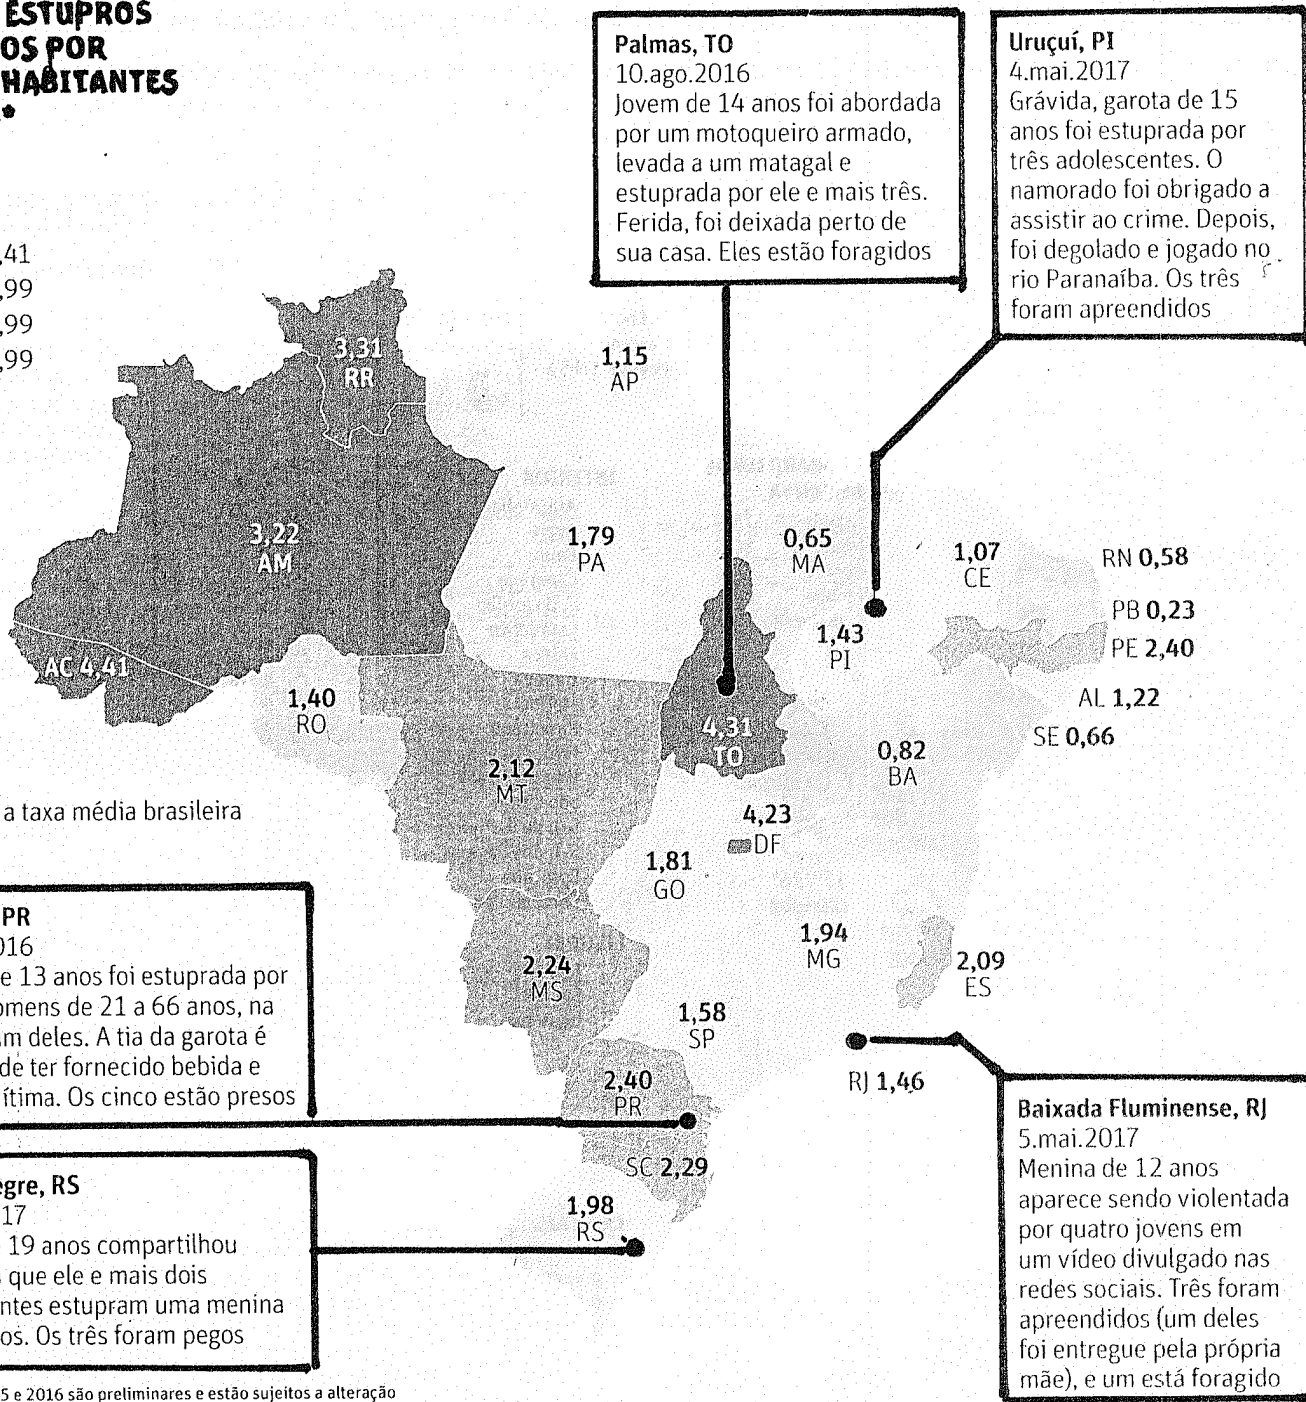 ESTUPROS
OS POR
HABITANTES
*
,41
,99
,99
,99
Palmas, TO
10.ago.2016
Jovem de 14 anos foi abordada
por um motoqueiro armado,
levada a um matagal e
estuprada por ele e mais três.
Ferida, foi deixada perto de
sua casa. Eles estão foragidos
Uruçuí, PI
4.mai.2017
Grávida, garota de 15
anos foi estuprada por
três adolescentes. O
namorado foi obrigado a
assistir ao crime. Depois,
foi degolado e jogado no
rio Paranaíba. Os três
foram apreendidos
3,31
RR
1,15
AP
3,22
AM
1,79
PA
0,65
MA
1,07
CE
RN 0,58
PB 0,23
PE 2,40
AL 1,22
SE 0,66
1,43
PI
AC 4,41
1,40
RO
4,31
TO
0,82
BA
2,12
MT
4,23
DF
1,81
GO
a taxa média brasileira
1,94
MG
2,09
ES
2,24
MS
1,58
SP
RJ 1,46
2,40
PR
SC 2,29
1,98
RS
PR
016
e 13 anos foi estuprada por
omens de 21 a 66 anos, na
m deles. A tia da garota é
de ter fornecido bebida e
ítima. Os cinco estão presos
egre, RS
17
19 anos compartilhou
s que ele e mais dois
ntes estupram uma menina
os. Os três foram pegos
Baixada Fluminense, RJ
5.mai.2017
Menina de 12 anos
aparece sendo violentada
por quatro jovens em
um vídeo divulgado nas
redes sociais. Três foram
apreendidos (um deles
foi entregue pela própria
mãe), e um está foragido
5 e 2016 são preliminares e estão sujeitos a alteração